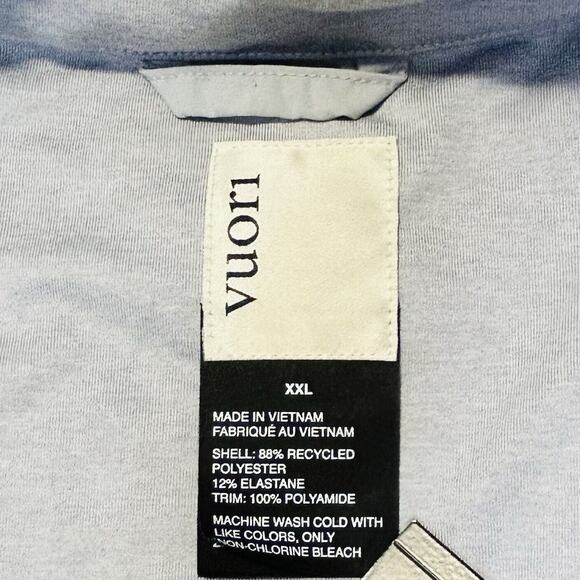 vuori
XXL
MADE IN VIETNAM
FABRIQUÉ AU VIETNAM
SHELL: 88% RECYCLED
POLYESTER
12% ELASTANE
TRIM: 100% POLYAMIDE
MACHINE WASH COLD WITH
LIKE COLORS, ONLY
NON-CHLORINE BLEACH